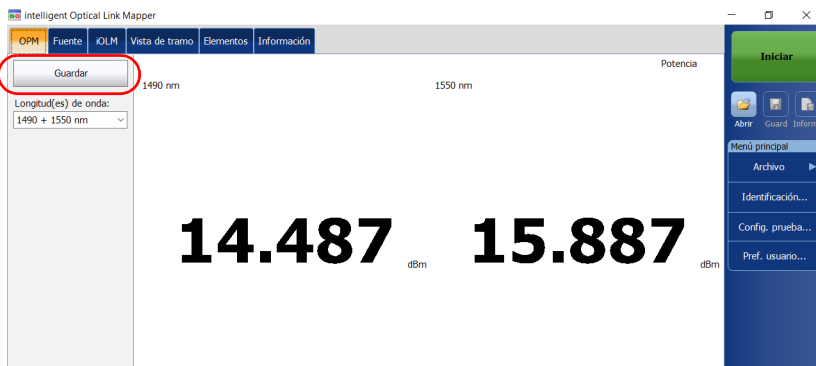 intelligent Optical Link Mapper
OPM Fuente iOLM Vista de tramo Elementos Información
Guardar
Longitud(es) de onda:
1490 + 1550 nm
Potencia
1490 nm 1550 nm
14.487 dBm 15.887 dBm
Iniciar
Abrir Guard Inform
Menú principal
Archivo
Identificación...
Config. prueba...
Pref. usuario...